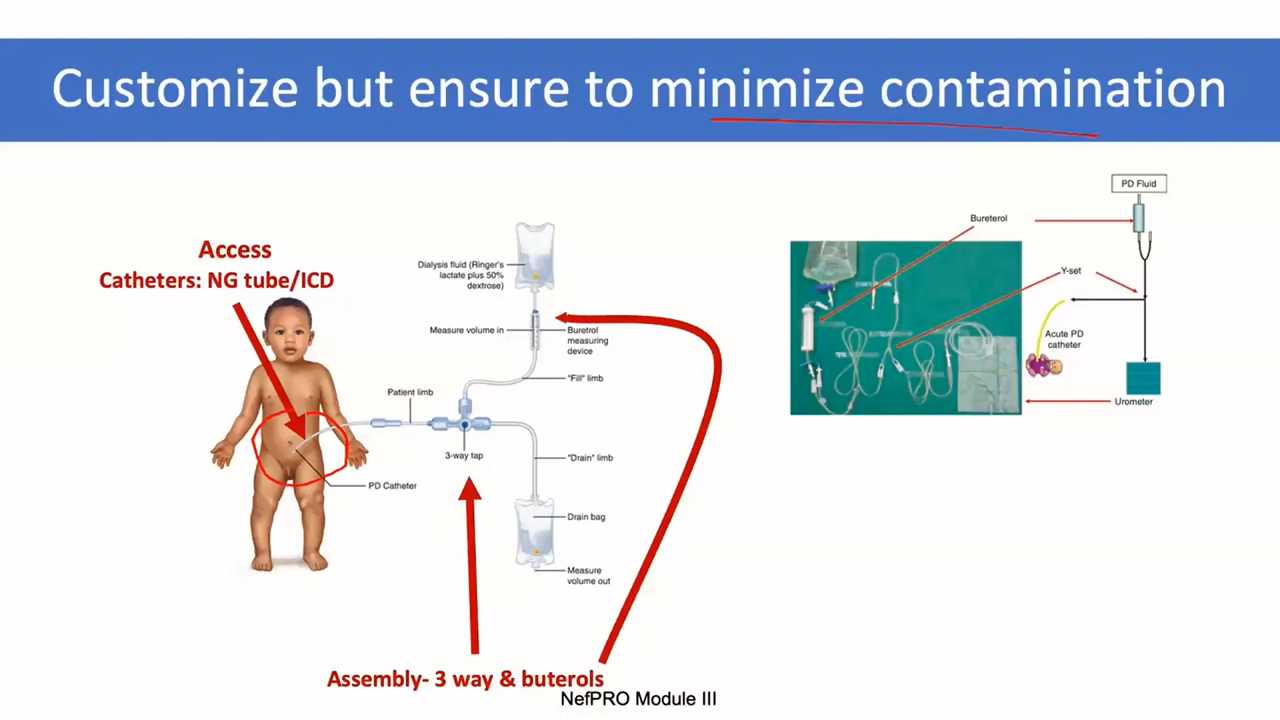 Customize but ensure to minimize contamination
Access
Catheters: NG tube/ICD
Dialysis fluid (Ringer's
lactate plus 50%
dextrose)
Measure volume in
Buretrol
measuring
device
"Fill" limb
Patient limb
3-way tap
"Drain" limb
PD Catheter
Drain bag
Measure
volume out
Assembly- 3 way & buterols
NefPRO Module III
PD Fluid
Bureterol
Y-set
Acute PD
catheter
Urometer